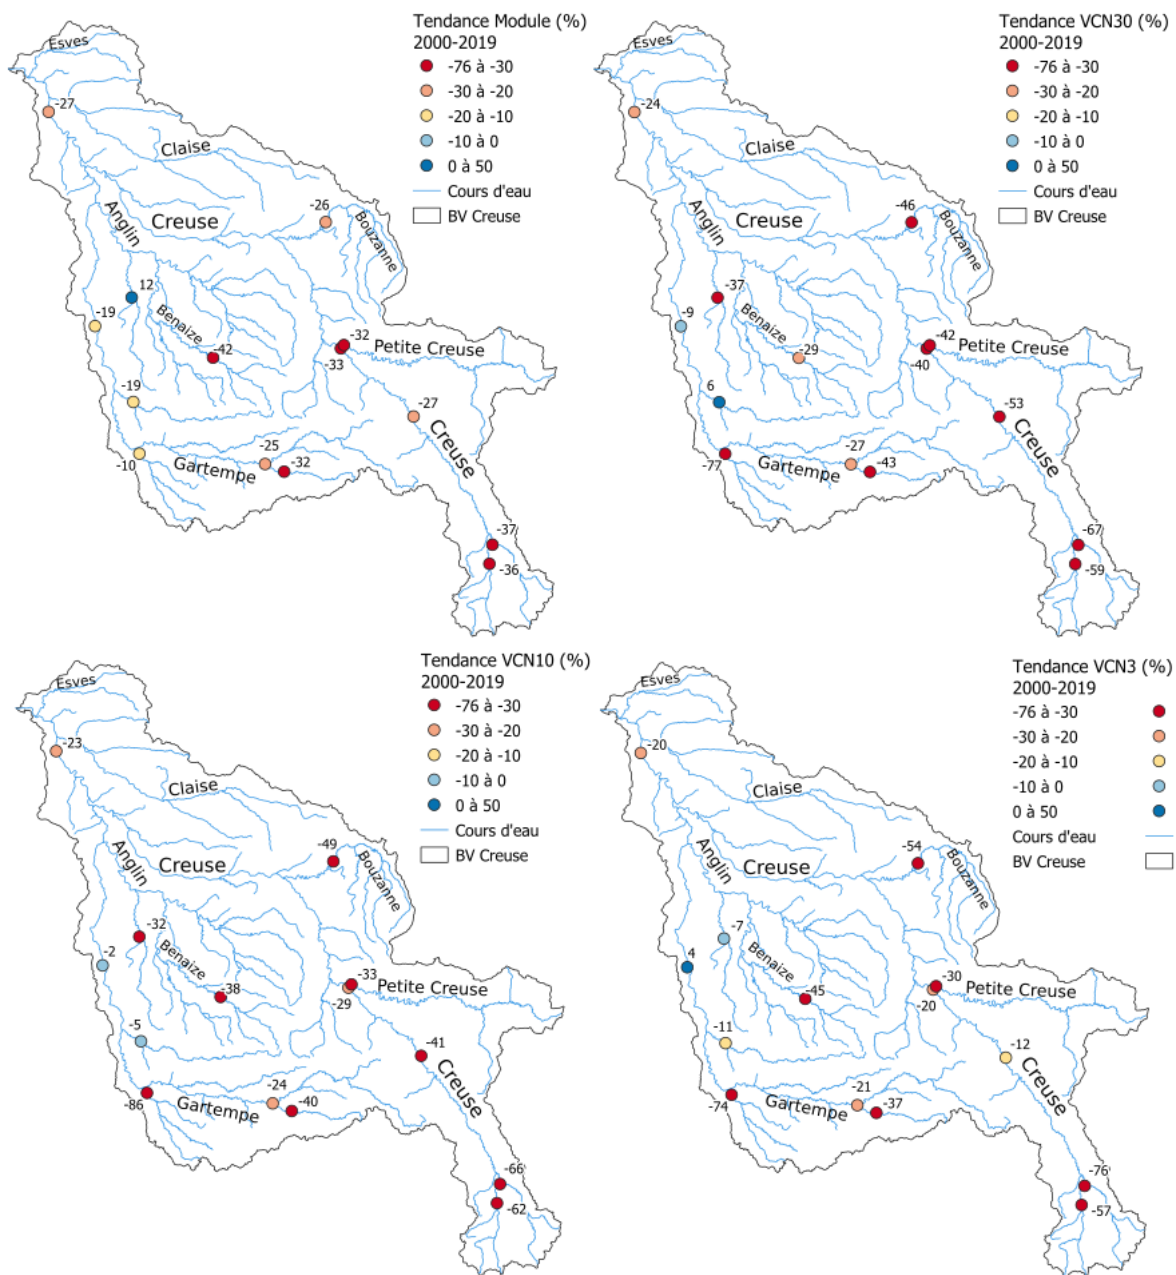 Tendance Module (%)
2000-2019
-76 à -30
-30 à -20
-20 à -10
-10 à 0
0 à 50
Cours d'eau
BV Creuse
Esves
-27
Claise
-26
Creuse
Bouzanne
Anglin
12
-19
Benaize
-42
-32
Petite Creuse
-33
-19
-27
Creuse
-10
-25
-32
Gartempe
-37
-36
Tendance VCN30 (%)
2000-2019
-76 à -30
-30 à -20
-20 à -10
-10 à 0
0 à 50
Cours d'eau
BV Creuse
Esves
-24
Claise
-46
Creuse
Bouzanne
Anglin
-37
-9
Benaize
-29
-42
Petite Creuse
-40
6
-53
Creuse
-77
-27
-43
Gartempe
-67
-59
Tendance VCN10 (%)
2000-2019
-76 à -30
-30 à -20
-20 à -10
-10 à 0
0 à 50
Cours d'eau
BV Creuse
Esves
-23
Claise
-49
Creuse
Bouzanne
Anglin
-32
-2
Benaize
-38
-33
Petite Creuse
-29
-5
-41
Creuse
-86
-24
-40
Gartempe
-66
-62
Tendance VCN3 (%)
2000-2019
-76 à -30
-30 à -20
-20 à -10
-10 à 0
0 à 50
Cours d'eau
BV Creuse
Esves
-20
Claise
-54
Creuse
Bouzanne
Anglin
-7
4
Benaize
-45
-30
Petite Creuse
-20
-11
-12
Creuse
-74
-21
-37
Gartempe
-76
-57